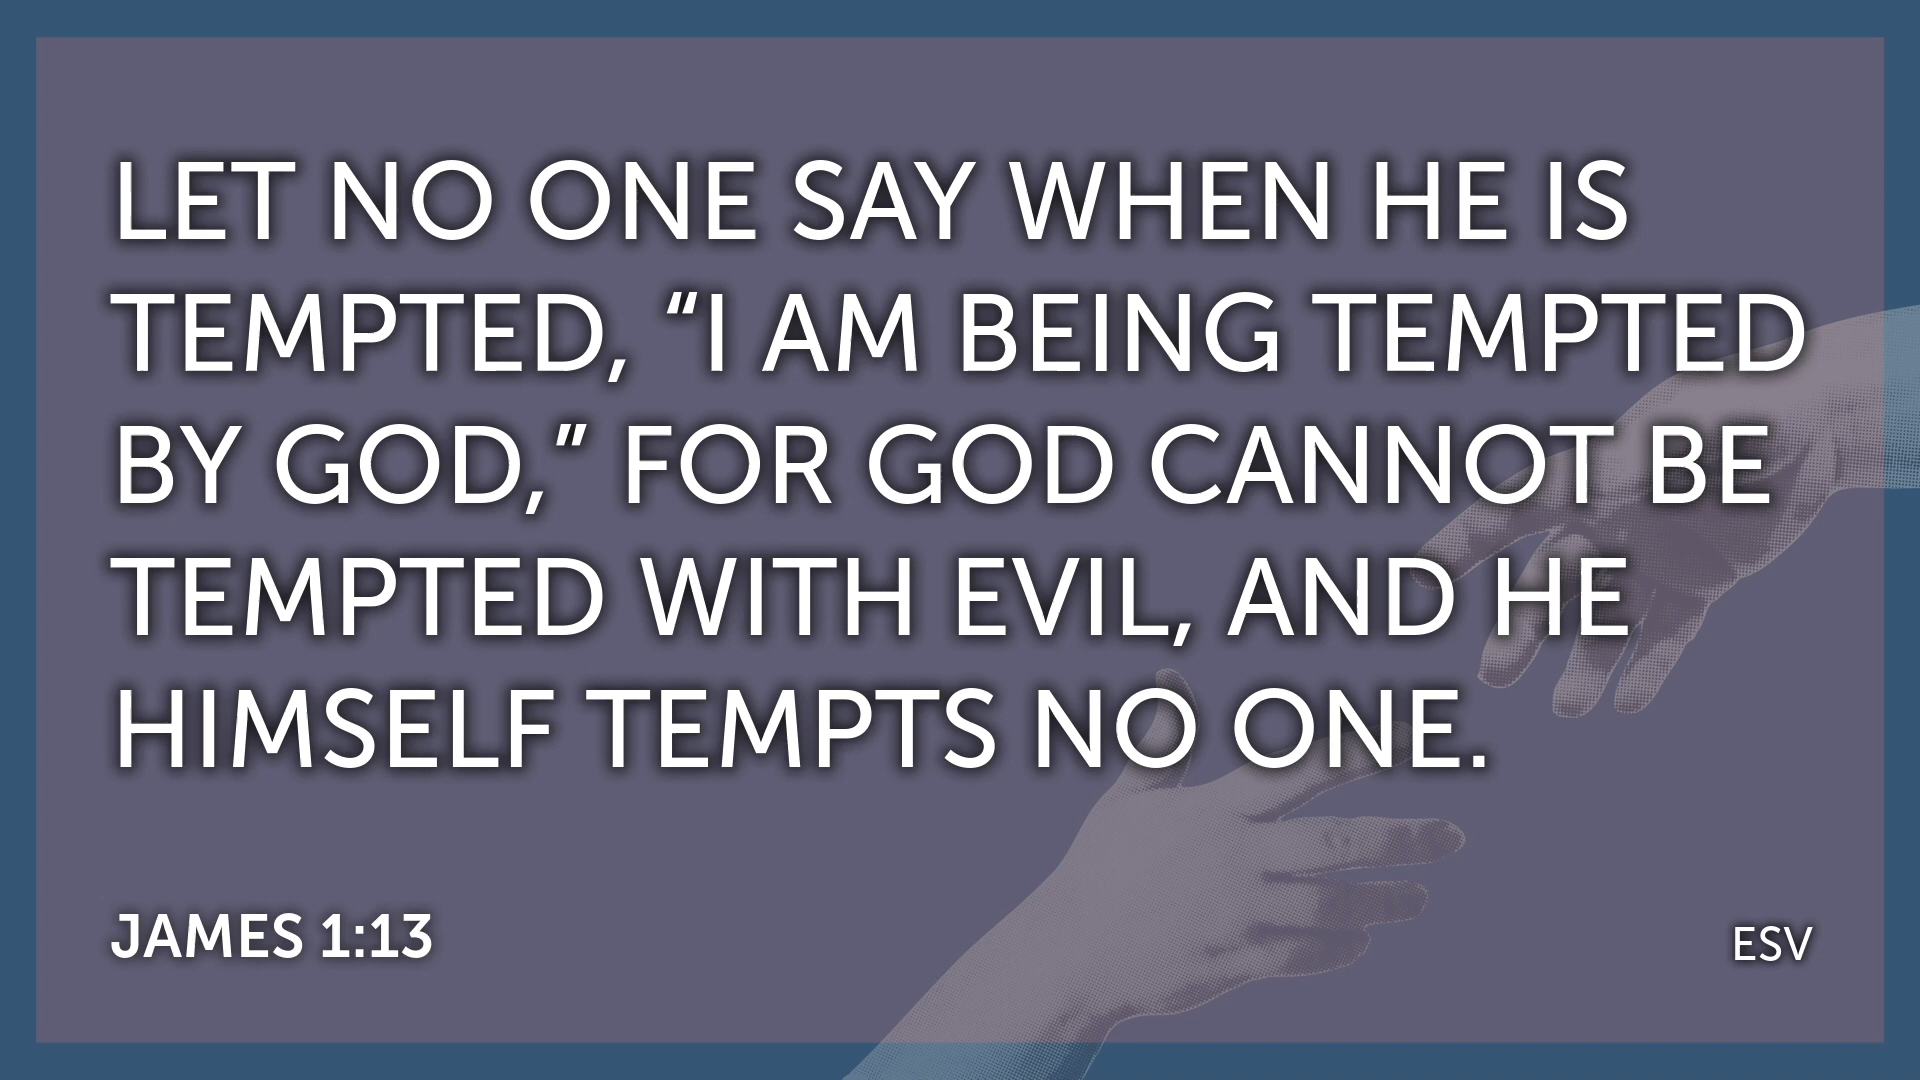 LET NO ONE SAY WHEN HE IS
TEMPTED, “I AM BEING TEMPTED
BY GOD,” FOR GOD CANNOT BE
TEMPTED WITH EVIL, AND HE
HIMSELF TEMPTS NO ONE.
JAMES 1:13
ESV